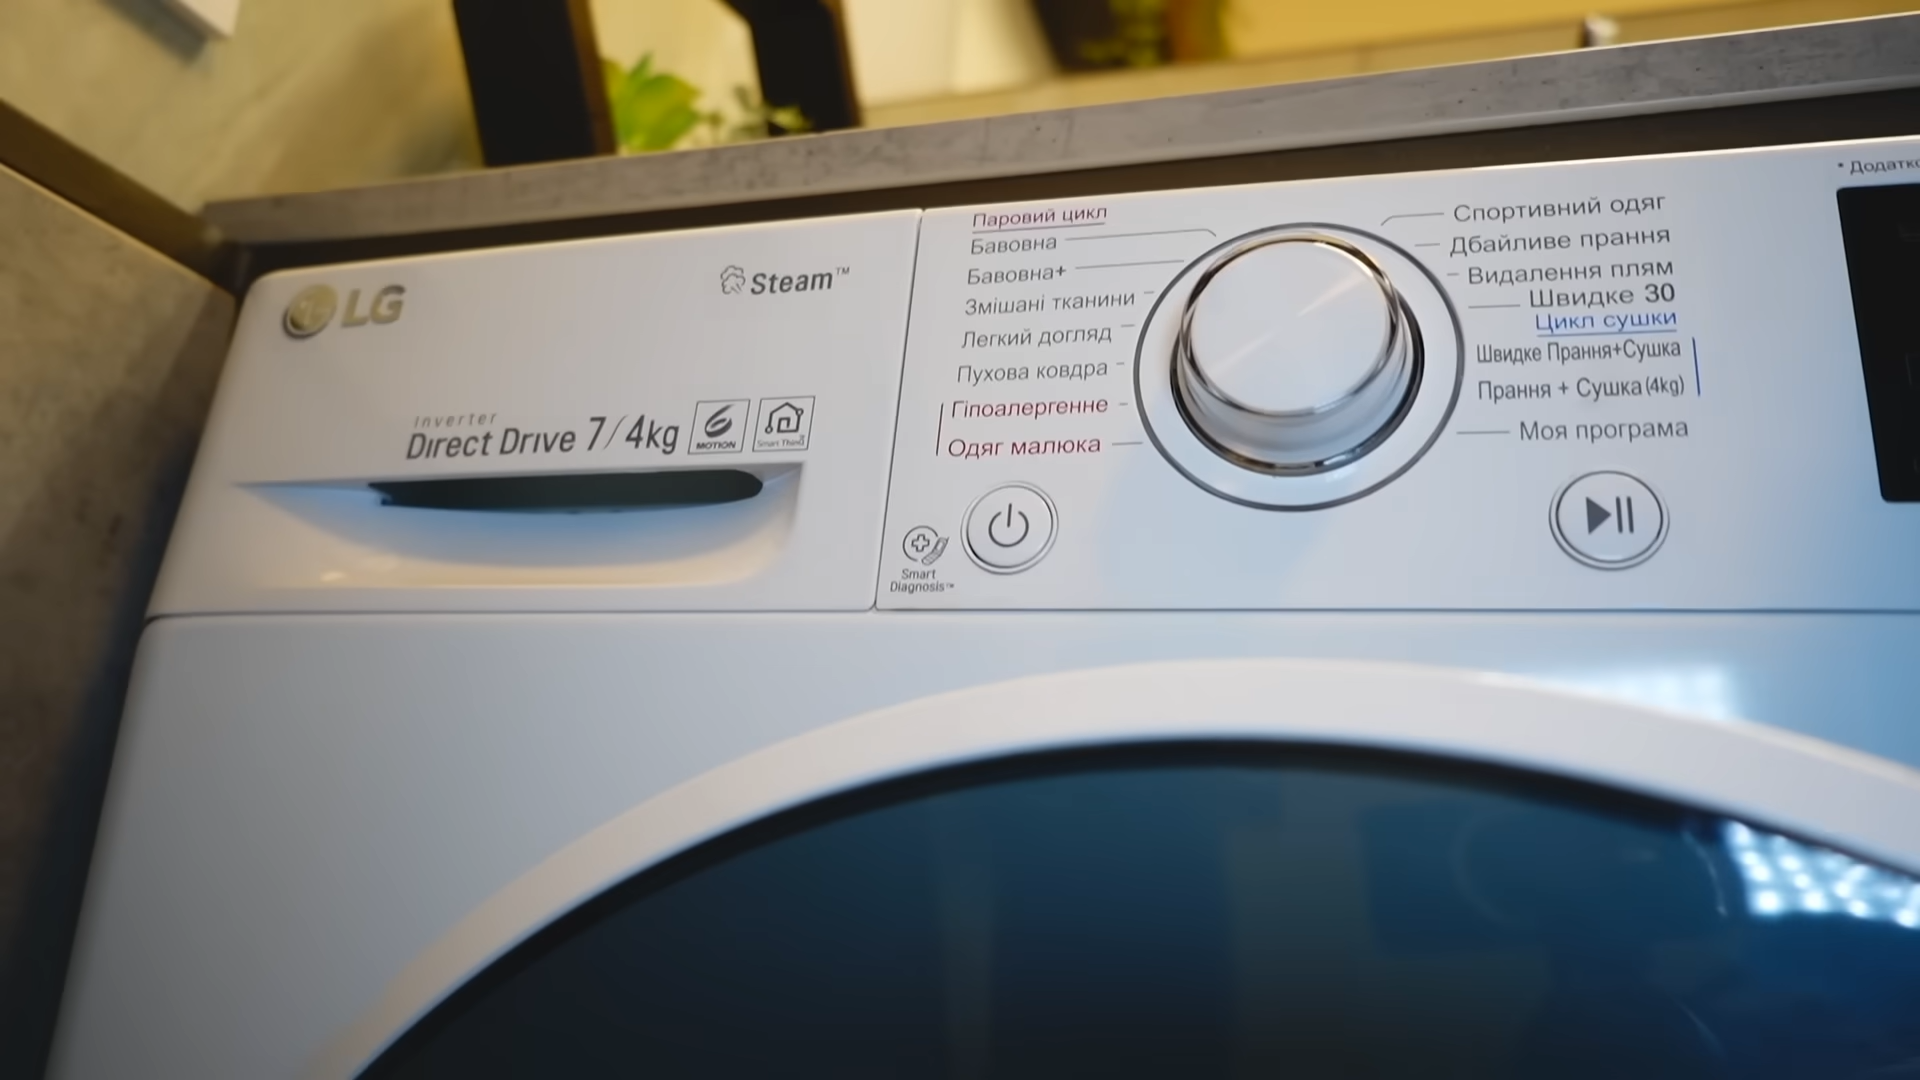 LG
Steam™
Inverter
Direct Drive 7/4kg
6 MOTION
Smart ThinQ
Паровий цикл
Бавовна
Бавовна+
Змішані тканини
Легкий догляд
Пухова ковдра
Гіпоалергенне
Одяг малюка
Smart
Diagnosis™
Спортивний одяг
Дбайливе прання
Видалення плям
Швидке 30
Цикл сушки
Швидке Прання+Сушка
Прання + Сушка(4kg)
Моя програма